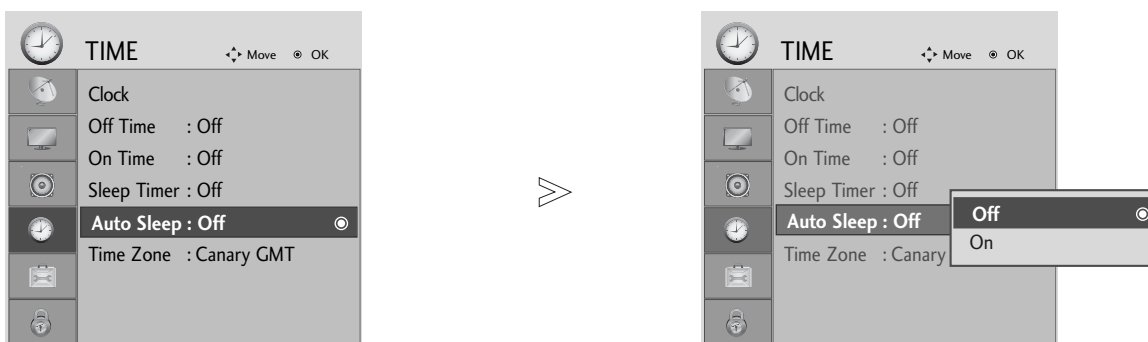 TIME Move OK
Clock
Off Time : Off
On Time : Off
Sleep Timer : Off
Auto Sleep : Off
Time Zone : Canary GMT
TIME Move OK
Clock
Off Time : Off
On Time : Off
Sleep Timer : Off
Auto Sleep : Off
Time Zone : Canary
Off
On